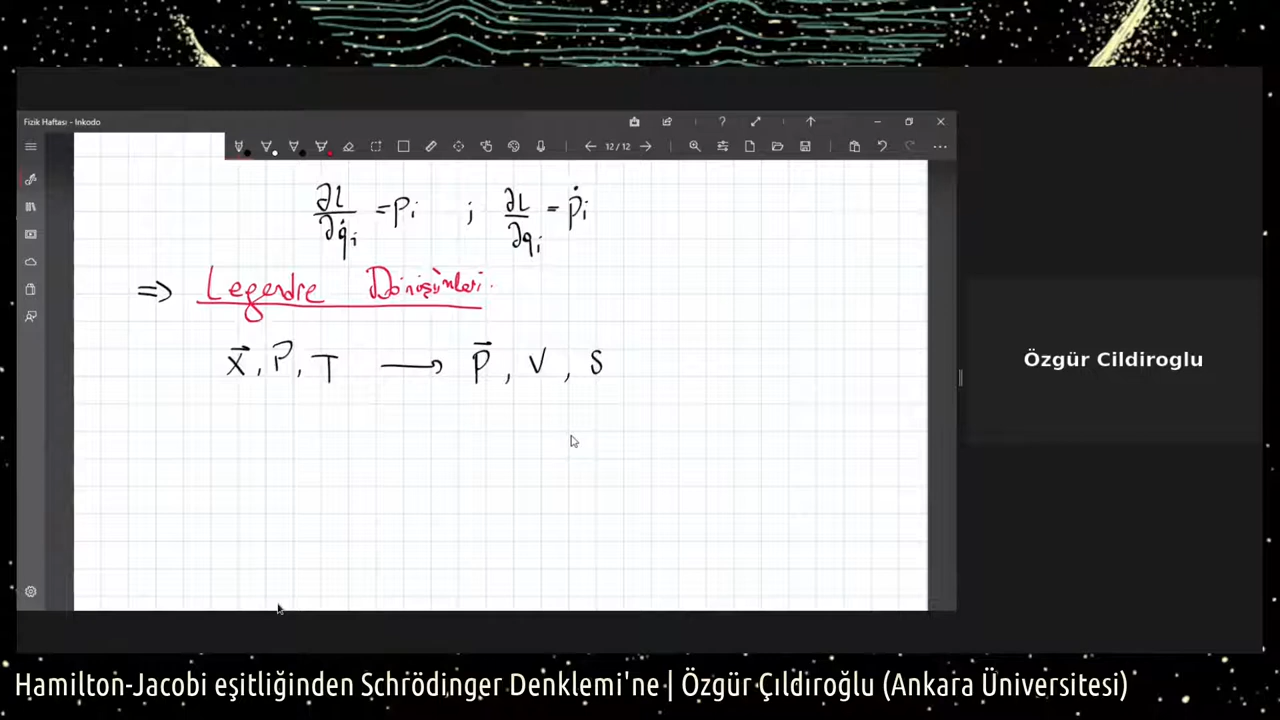 Fizik Haftası - Inkodo
12/12
∂L/∂q̇ᵢ = pᵢ ; ∂L/∂qᵢ = ṗᵢ
⇒ Legendre Dönüşümleri.
x⃗, P, T ⟶ p⃗, V, S
Özgür Cildiroglu
Hamilton-Jacobi eşitliğinden Schrödinger Denklemi'ne | Özgür Çıldıroğlu (Ankara Üniversitesi)